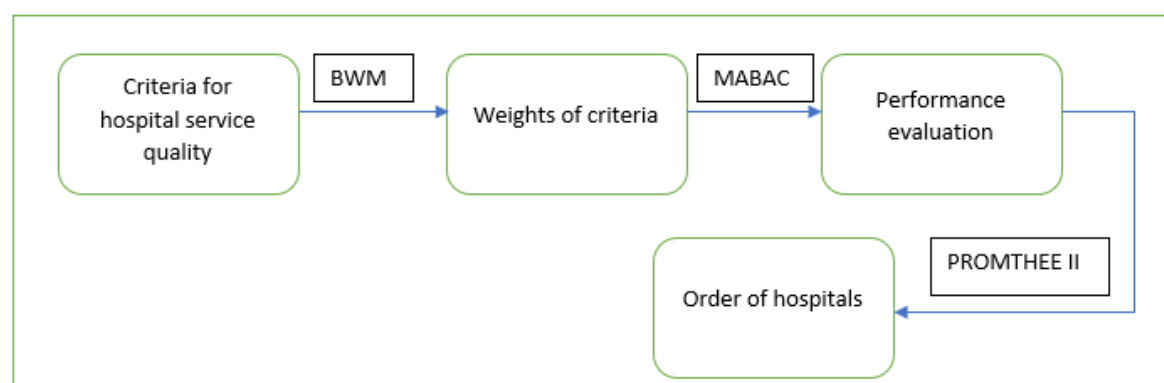 Criteria for
hospital service
quality
BWM
Weights of criteria
MABAC
Performance
evaluation
PROMTHEE II
Order of hospitals